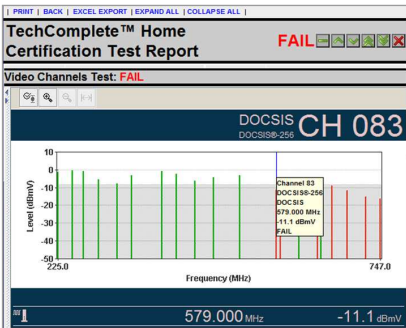 | PRINT | BACK | EXCEL EXPORT | EXPAND ALL | COLLAPSE ALL |
TechComplete™ Home
Certification Test Report
FAIL
Video Channels Test: FAIL
DOCSIS
DOCSIS®-256
CH 083
10
0
-10
-20
-30
-40
-50
Level (dBmV)
Channel 83
DOCSIS®-256
DOCSIS
579.000 MHz
-11.1 dBmV
FAIL
225.0
747.0
Frequency (MHz)
579.000 MHz
-11.1 dBmV